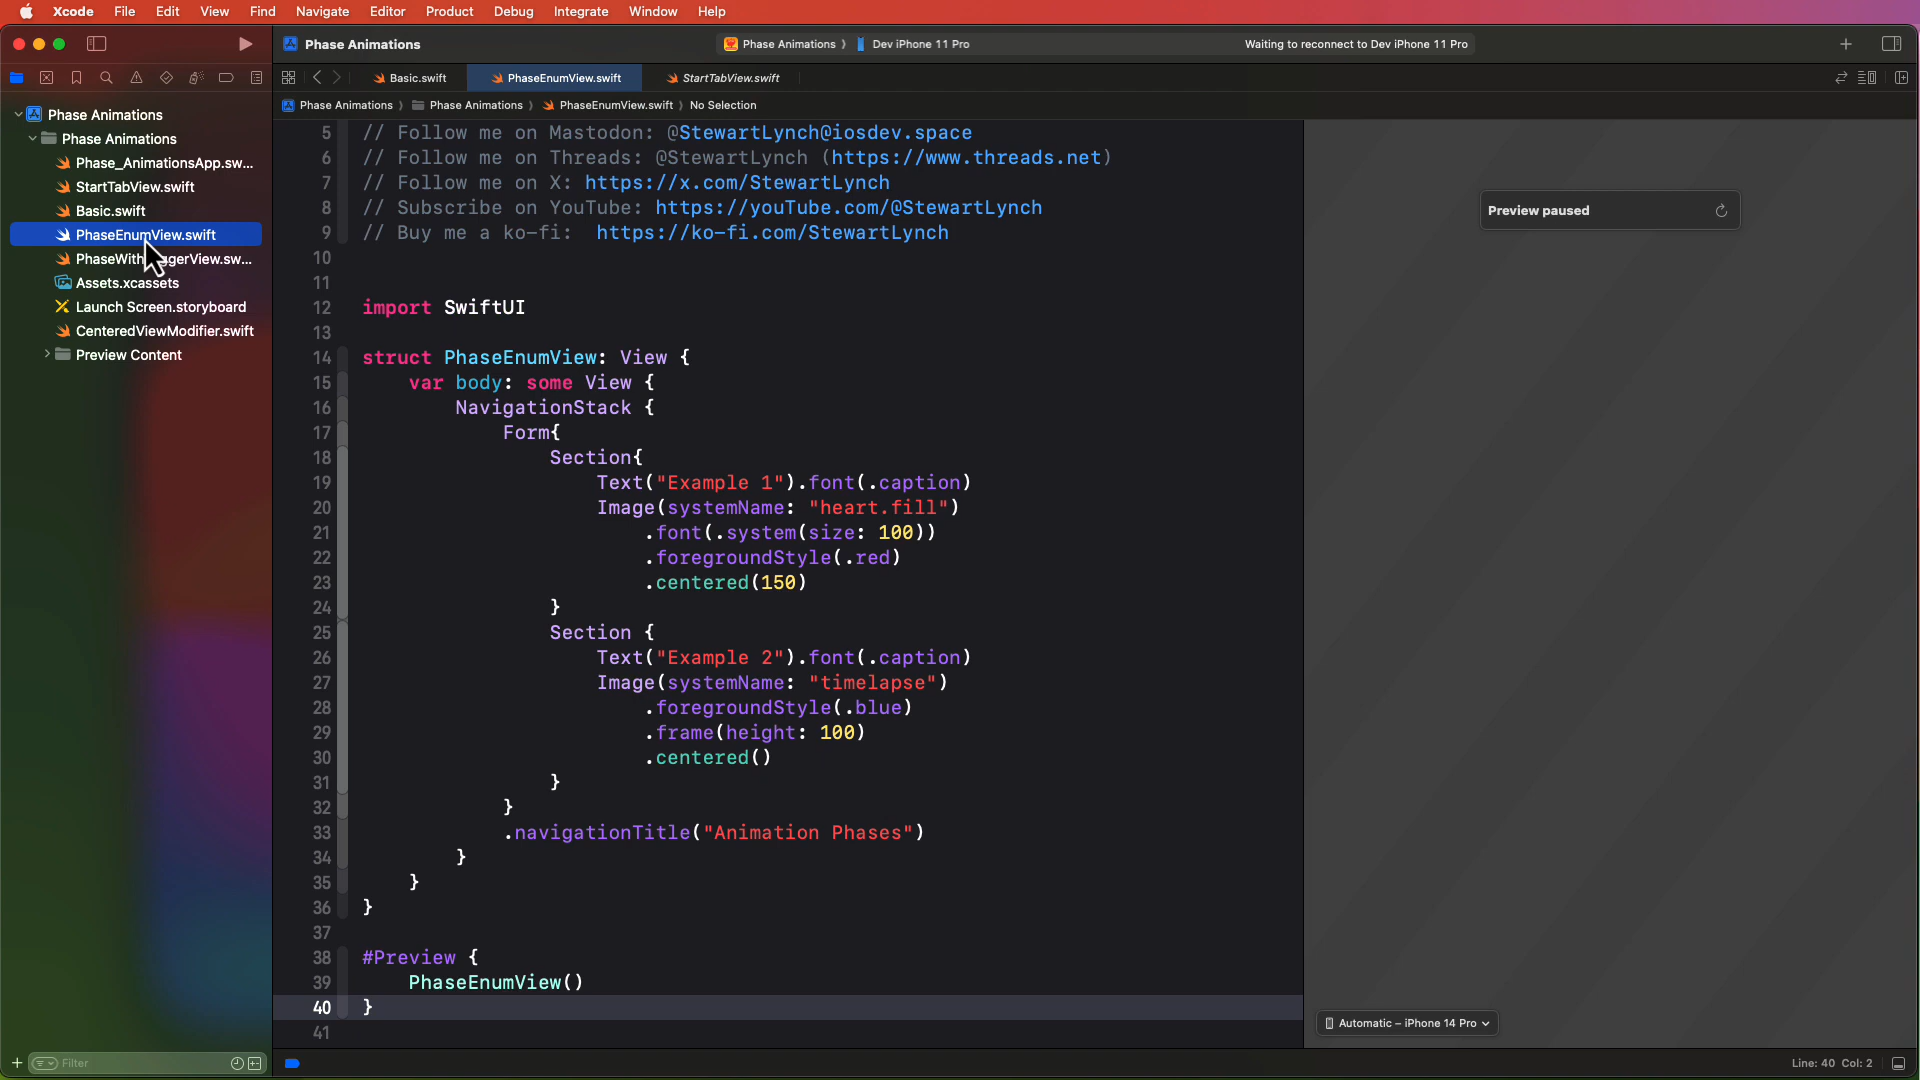 Xcode File Edit View Find Navigate Editor Product Debug Integrate Window Help
Phase Animations
Phase Animations Dev iPhone 11 Pro
Waiting to reconnect to Dev iPhone 11 Pro
Basic.swift
PhaseEnumView.swift
StartTabView.swift
Phase Animations Phase Animations PhaseEnumView.swift No Selection
Phase Animations
Phase Animations
Phase_AnimationsApp.sw...
StartTabView.swift
Basic.swift
PhaseEnumView.swift
Assets.xcassets
Launch Screen.storyboard
CenteredViewModifier.swift
Preview Content
Filter
5 // Follow me on Mastodon: @StewartLynch@iosdev.space
6 // Follow me on Threads: @StewartLynch (https://www.threads.net)
7 // Follow me on X: https://x.com/StewartLynch
8 // Subscribe on YouTube: https://youTube.com/@StewartLynch
9 // Buy me a ko-fi:  https://ko-fi.com/StewartLynch
10
11
12 import SwiftUI
13
14 struct PhaseEnumView: View {
15     var body: some View {
16         NavigationStack {
17             Form{
18                 Section{
19                     Text("Example 1").font(.caption)
20                     Image(systemName: "heart.fill")
21                         .font(.system(size: 100))
22                         .foregroundStyle(.red)
23                         .centered(150)
24                 }
25                 Section {
26                     Text("Example 2").font(.caption)
27                     Image(systemName: "timelapse")
28                         .foregroundStyle(.blue)
29                         .frame(height: 100)
30                         .centered()
31                 }
32             }
33             .navigationTitle("Animation Phases")
34         }
35     }
36 }
37
38 #Preview {
39     PhaseEnumView()
40 }
41
Preview paused
Automatic – iPhone 14 Pro
Line: 40 Col: 2